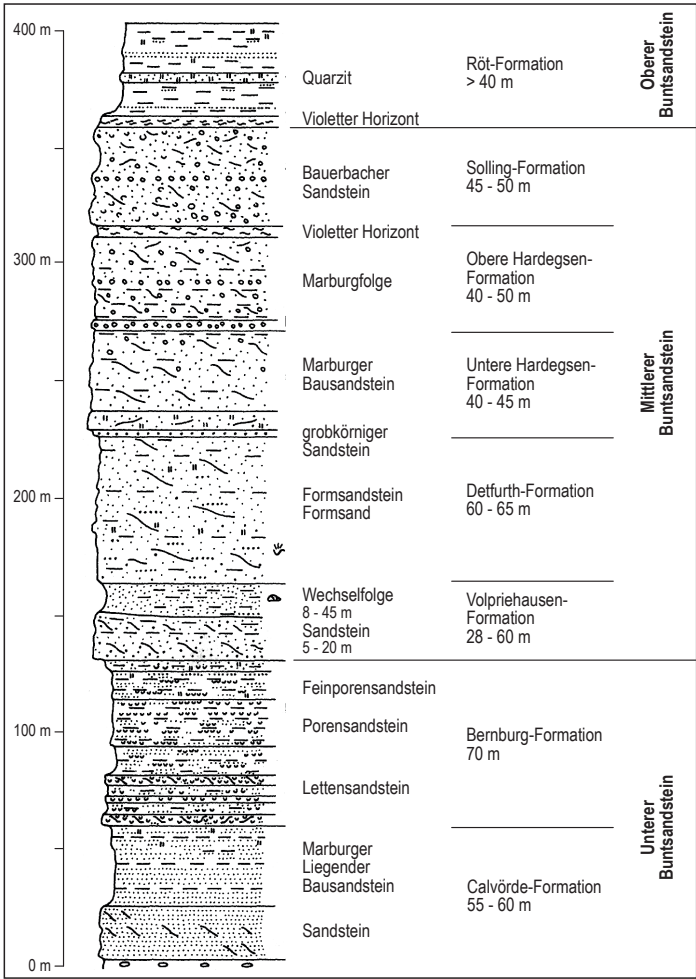 400 m
Quarzit
Röt-Formation
> 40 m
Oberer
Buntsandstein
Violetter Horizont
Bauerbacher
Sandstein
Solling-Formation
45 - 50 m
Violetter Horizont
300 m
Marburgfolge
Obere Hardegsen-
Formation
40 - 50 m
Marburger
Bausandstein
Untere Hardegsen-
Formation
40 - 45 m
Mittlerer
Buntsandstein
grobkörniger
Sandstein
200 m
Formsandstein
Formsand
Detfurth-Formation
60 - 65 m
Wechselfolge
8 - 45 m
Sandstein
5 - 20 m
Volpriehausen-
Formation
28 - 60 m
Feinporensandstein
100 m
Porensandstein
Bernburg-Formation
70 m
Lettensandstein
Unterer
Buntsandstein
Marburger
Liegender
Bausandstein
Calvörde-Formation
55 - 60 m
Sandstein
0 m